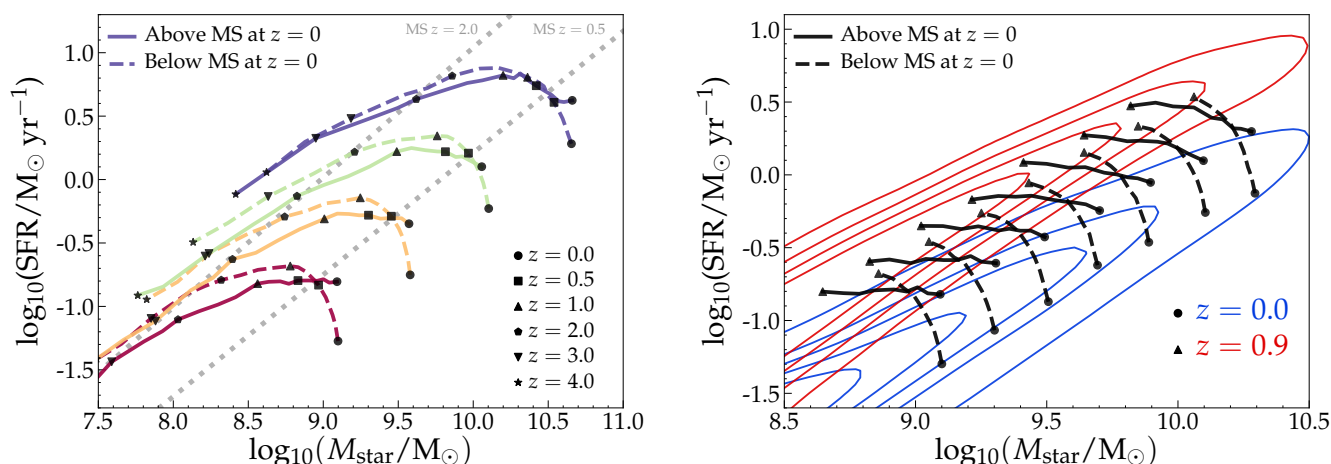 MS z = 2.0
MS z = 0.5
Above MS at z = 0
Below MS at z = 0
1.0
0.5
0.0
-0.5
-1.0
-1.5
log₁₀(SFR/M⊙ yr⁻¹)
z = 0.0
z = 0.5
z = 1.0
z = 2.0
z = 3.0
z = 4.0
7.5 8.0 8.5 9.0 9.5 10.0 10.5 11.0
log₁₀(Mstar/M⊙)
Above MS at z = 0
Below MS at z = 0
1.0
0.5
0.0
-0.5
-1.0
-1.5
log₁₀(SFR/M⊙ yr⁻¹)
z = 0.0
z = 0.9
8.5 9.0 9.5 10.0 10.5
log₁₀(Mstar/M⊙)